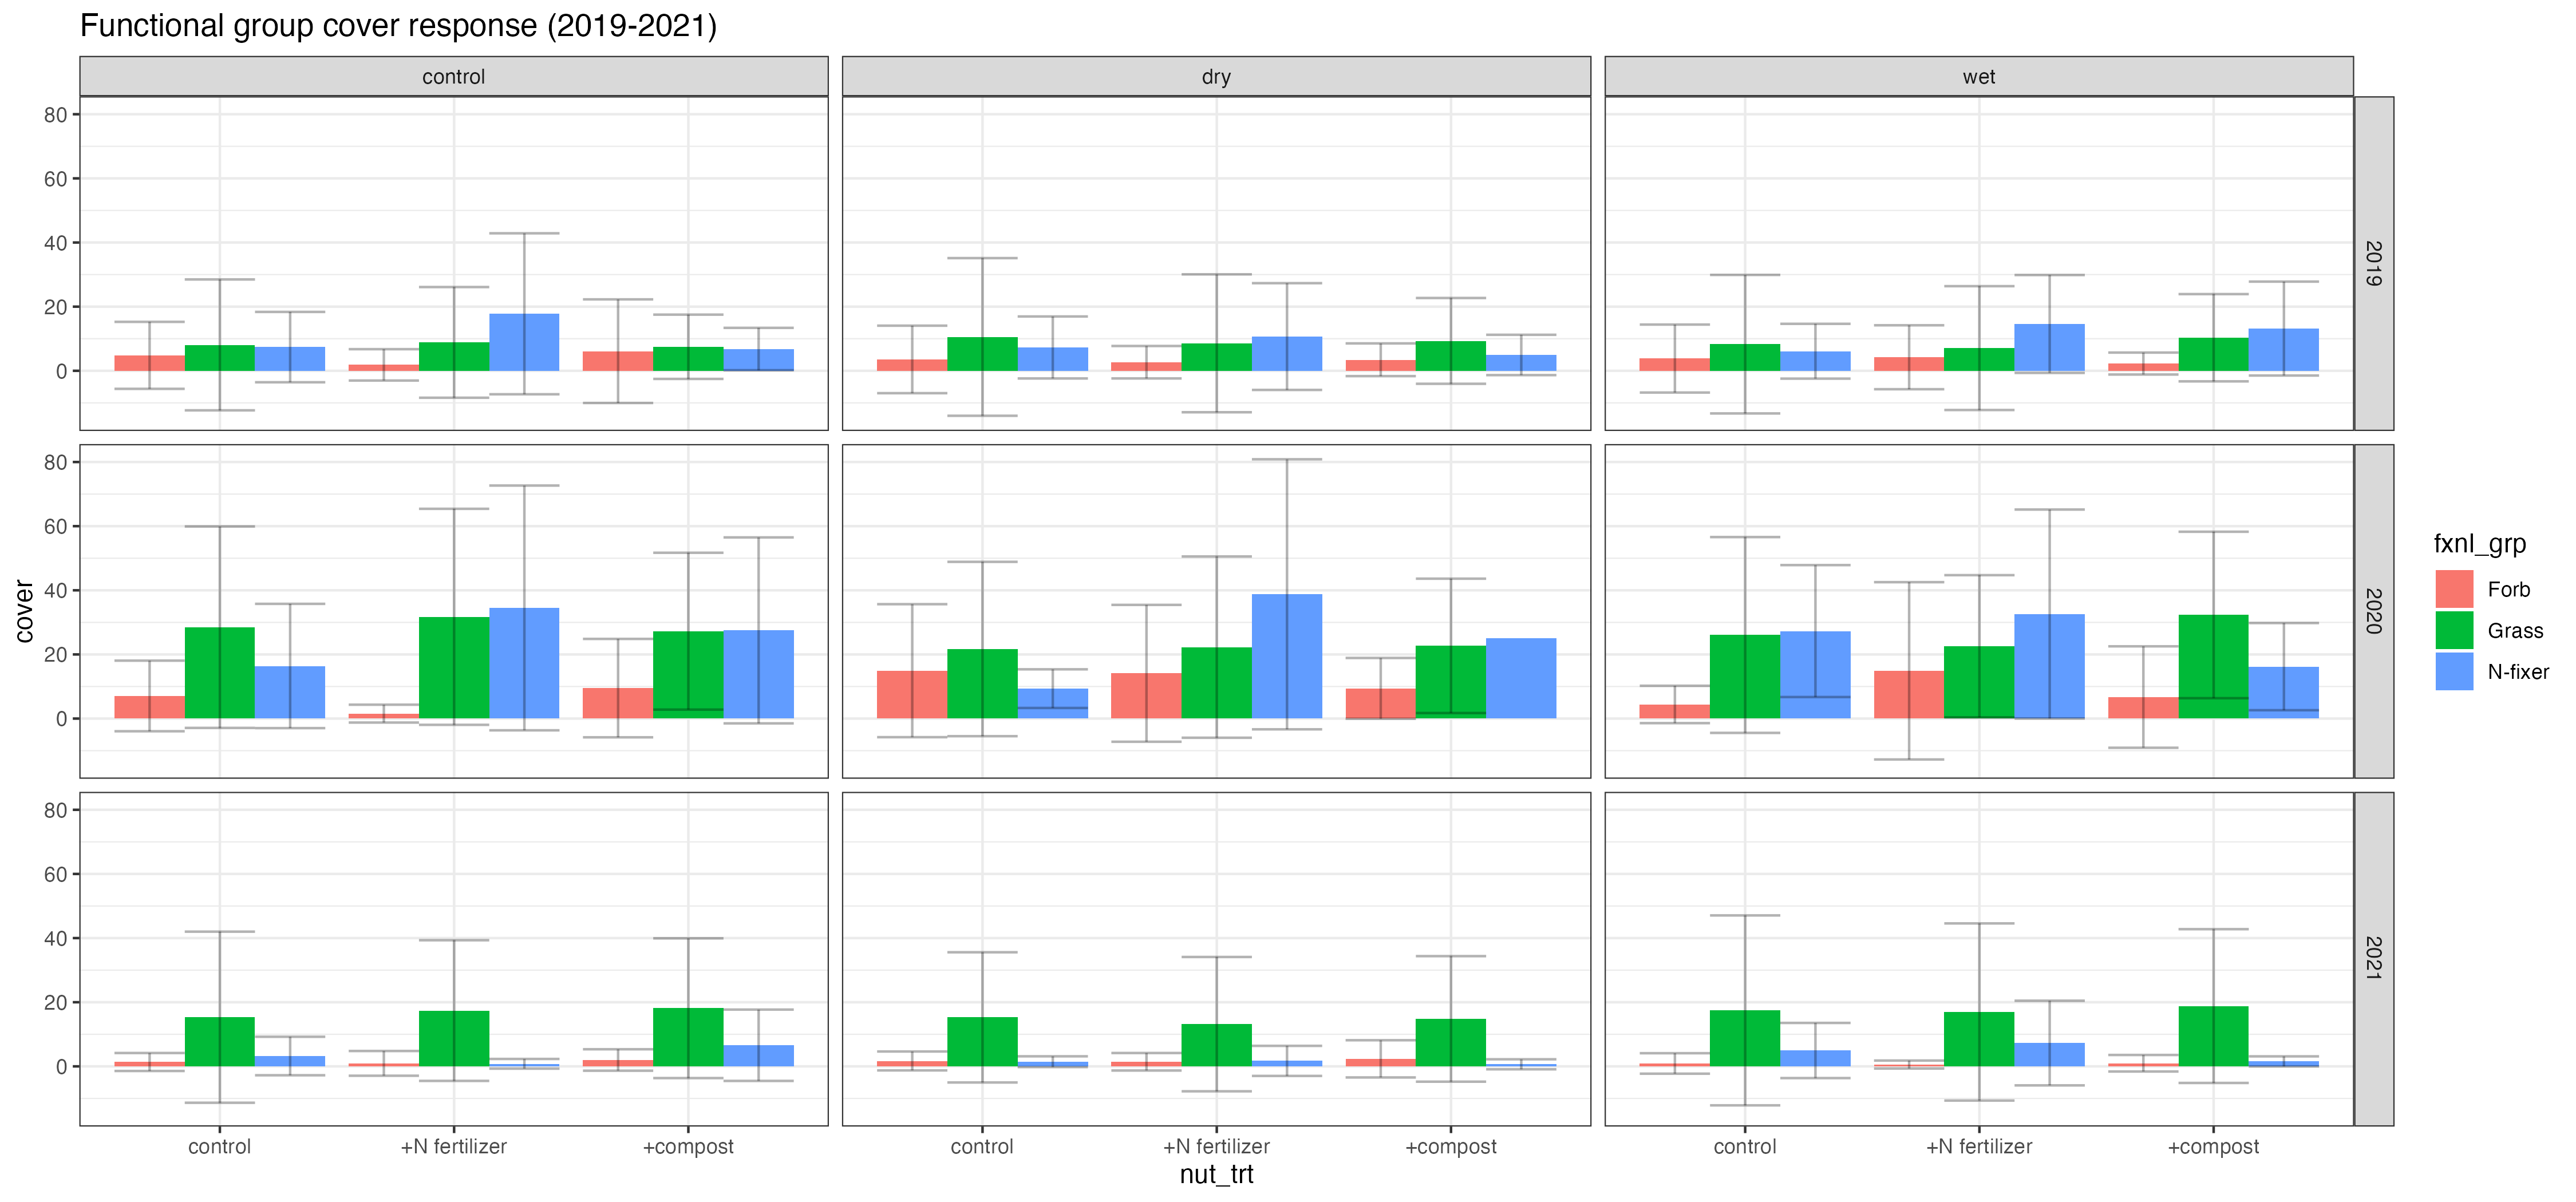 Functional group cover response (2019-2021)
control
dry
wet
80
60
40
20
0
2019
80
60
40
20
0
2020
80
60
40
20
0
2021
cover
control
+N fertilizer
+compost
control
+N fertilizer
+compost
control
+N fertilizer
+compost
nut_trt
fxnl_grp
Forb
Grass
N-fixer